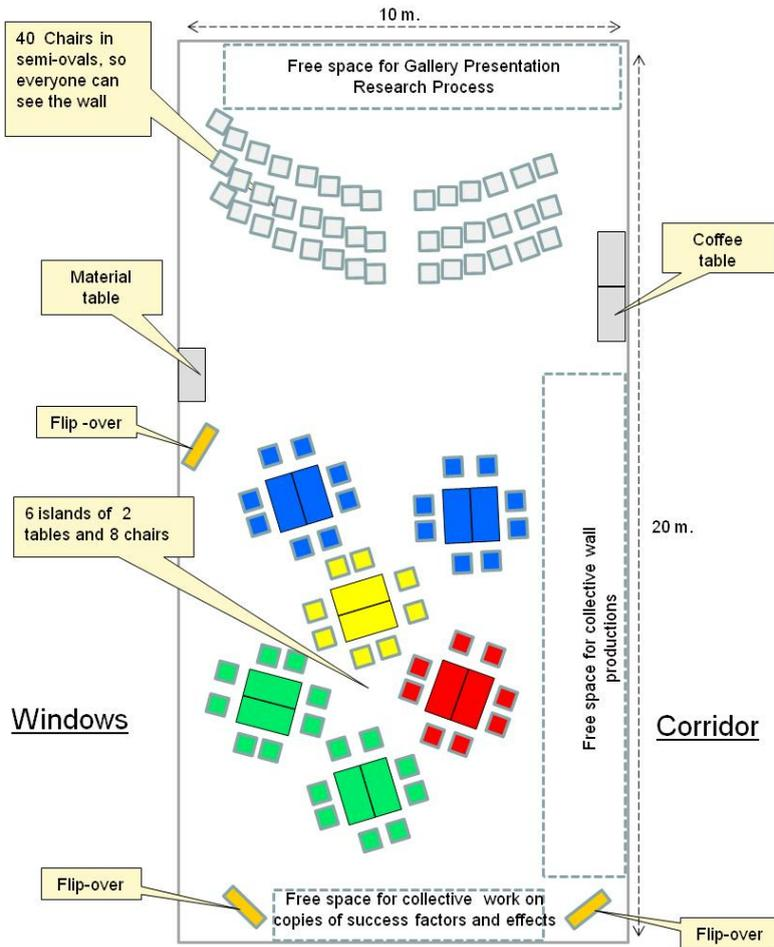 10 m.
40 Chairs in
semi-ovals, so
everyone can
see the wall
Free space for Gallery Presentation
Research Process
Coffee
table
Material
table
Flip -over
6 islands of 2
tables and 8 chairs
20 m.
Free space for collective wall
productions
Windows
Corridor
Flip-over
Free space for collective work on
copies of success factors and effects
Flip-over